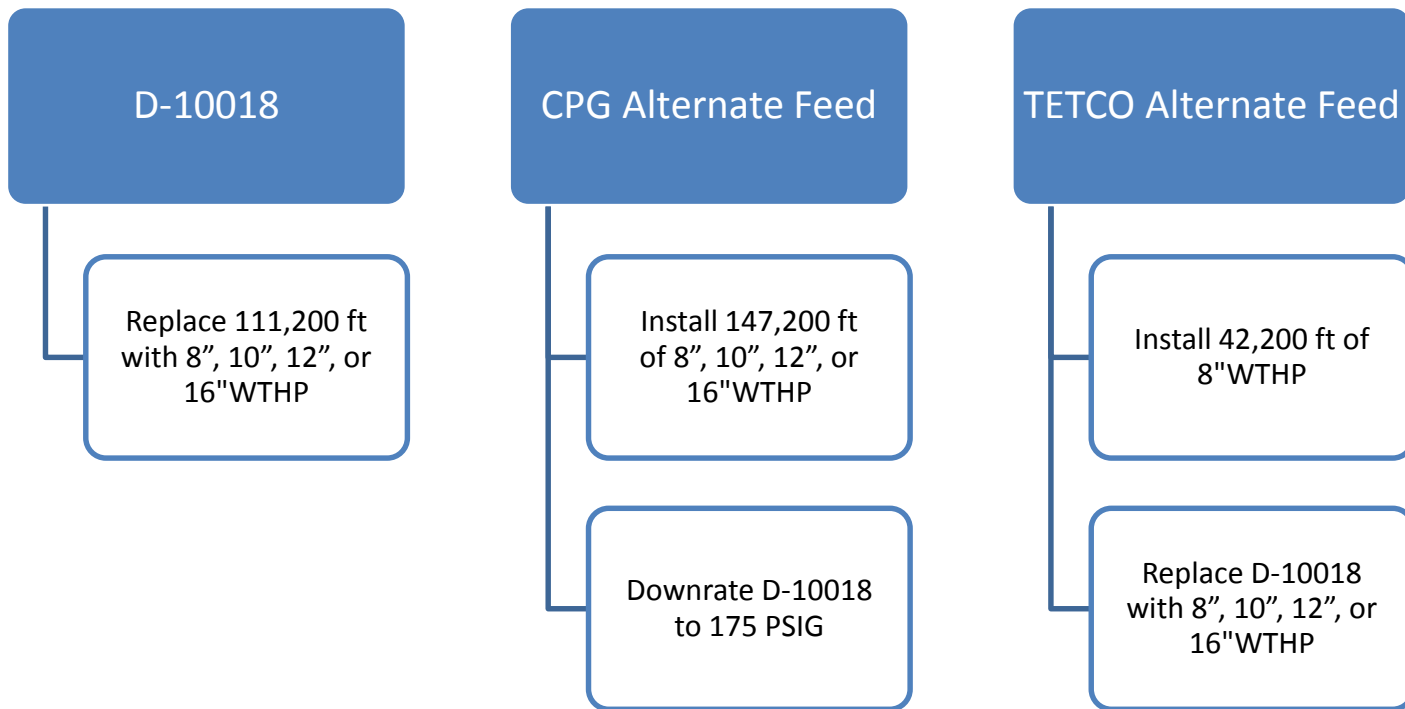 D-10018
Replace 111,200 ft
with 8”, 10”, 12”, or
16"WTHP
CPG Alternate Feed
Install 147,200 ft
of 8”, 10”, 12”, or
16"WTHP
Downrate D-10018
to 175 PSIG
TETCO Alternate Feed
Install 42,200 ft of
8"WTHP
Replace D-10018
with 8”, 10”, 12”, or
16"WTHP